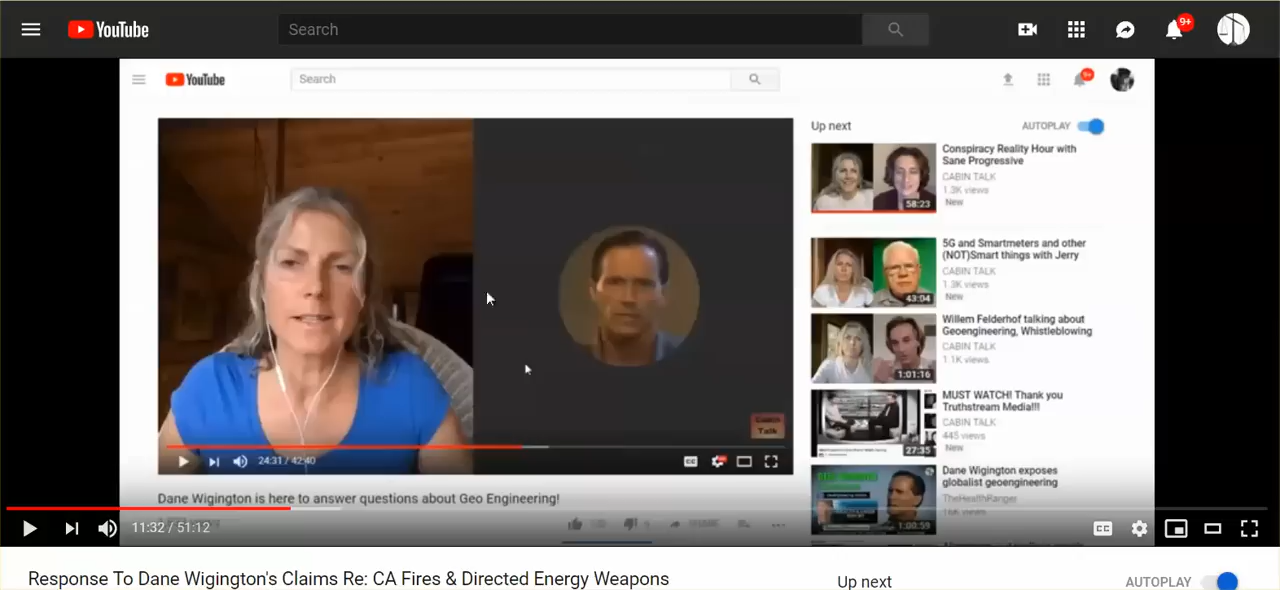 YouTube
Search
9+
YouTube
Search
9+
Up next
AUTOPLAY
Conspiracy Reality Hour with
Sane Progressive
CABIN TALK
1.3K views
New
58:23
5G and Smartmeters and other
(NOT)Smart things with Jerry
CABIN TALK
1.3K views
New
43:04
Willem Felderhof talking about
Geoengineering, Whistleblowing
CABIN TALK
1.1K views
1:01:16
MUST WATCH! Thank you
Truthstream Media!!!
CABIN TALK
445 views
New
27:35
Dane Wigington exposes
globalist geoengineering
TheHealthRanger
16K views
1:00:59
Cabin
Talk
24:31 / 42:40
CC
Dane Wigington is here to answer questions about Geo Engineering!
SHARE
11:32 / 51:12
CC
Response To Dane Wigington's Claims Re: CA Fires & Directed Energy Weapons
Up next
AUTOPLAY